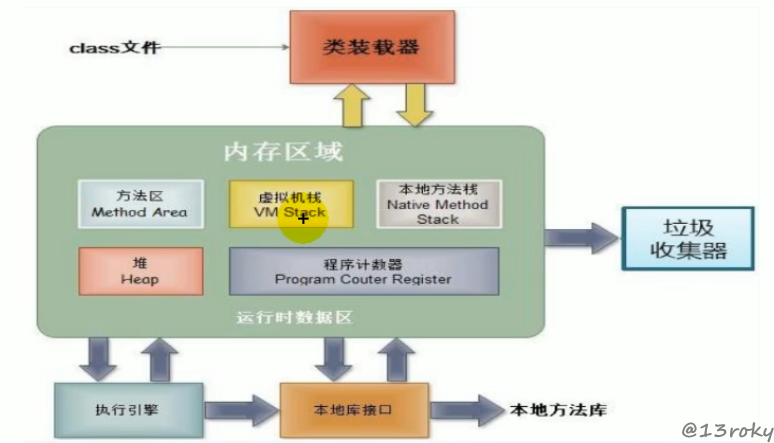 class文件
类装载器
内存区域
方法区
Method Area
虚拟机栈
VM Stack
本地方法栈
Native Method
Stack
堆
Heap
程序计数器
Program Couter Register
运行时数据区
垃圾
收集器
执行引擎
本地库接口
本地方法库
@13roky